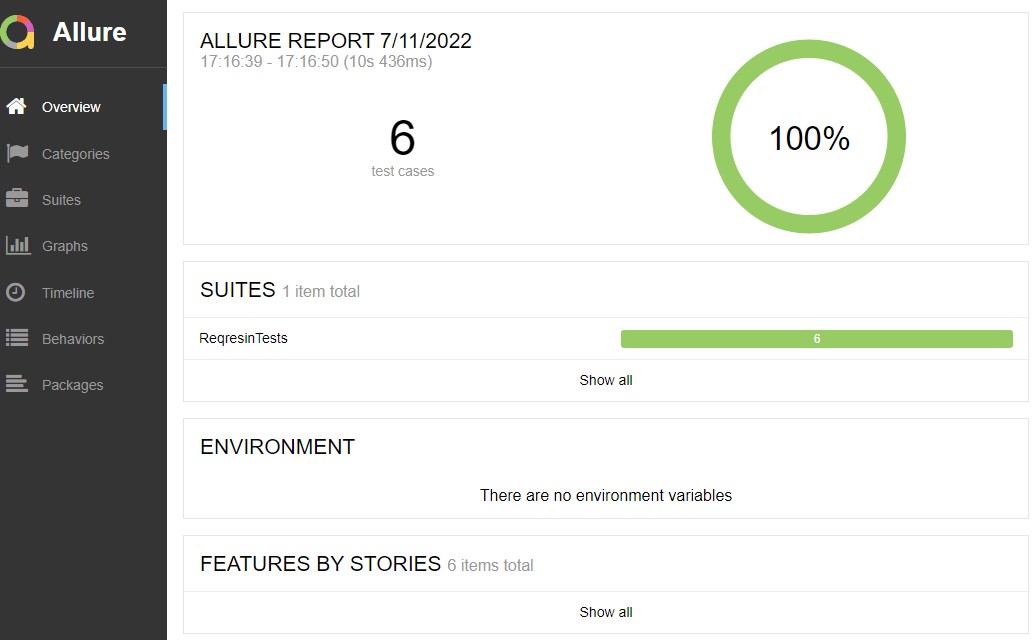 Allure
Overview
Categories
Suites
Graphs
Timeline
Behaviors
Packages
ALLURE REPORT 7/11/2022
17:16:39 - 17:16:50 (10s 436ms)
6
test cases
100%
SUITES 1 item total
ReqresinTests 6
Show all
ENVIRONMENT
There are no environment variables
FEATURES BY STORIES 6 items total
Show all